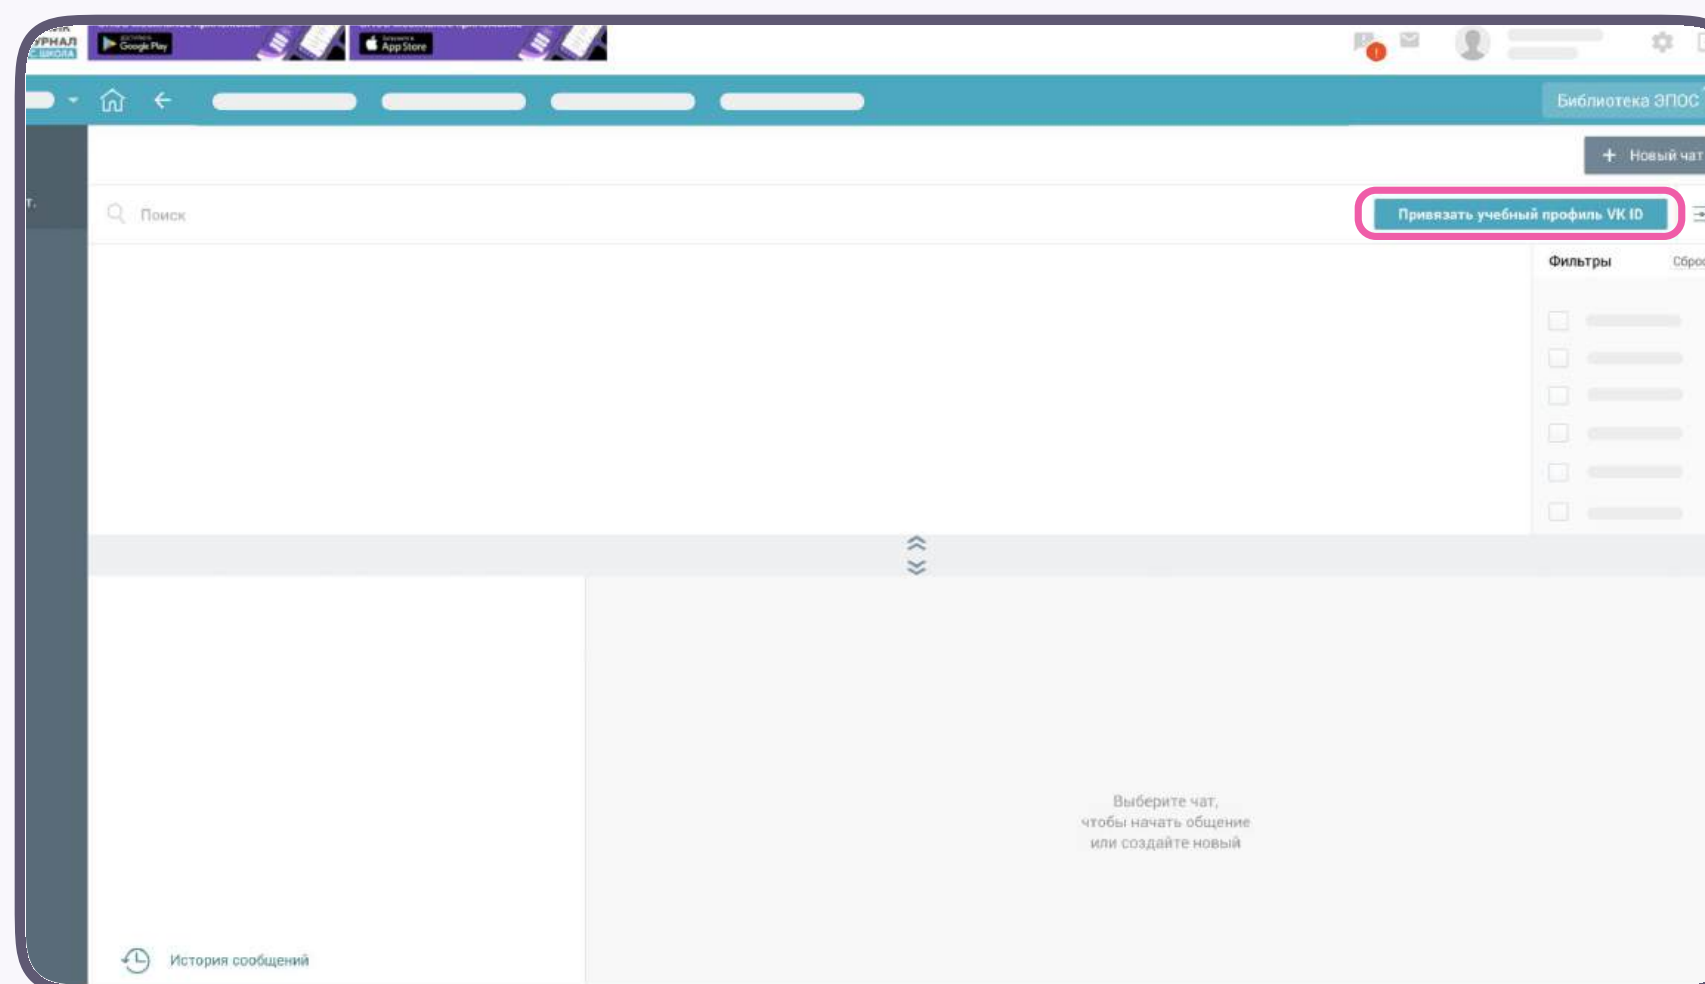 Google Play
App Store
Библиотека ЭПОС
+ Новый чат
т.
Поиск
Привязать учебный профиль VK ID
Фильтры
Выберите чат,
чтобы начать общение
или создайте новый
История сообщений